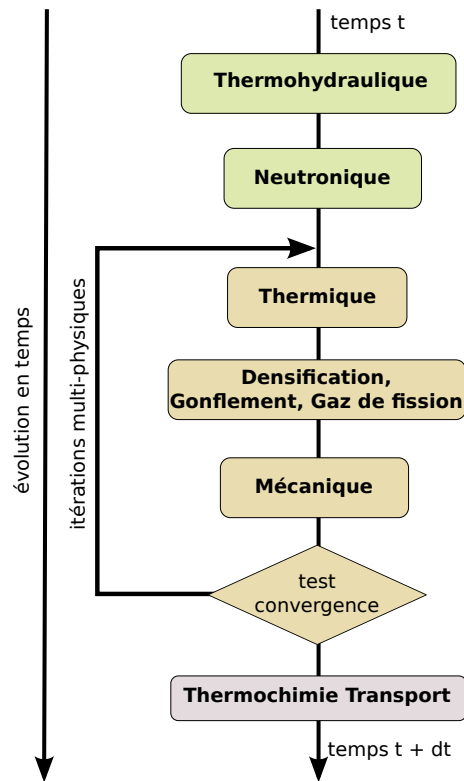 temps t
Thermohydraulique
Neutronique
Thermique
Densification,
Gonflement, Gaz de fission
Mécanique
test
convergence
Thermochimie Transport
temps t + dt
évolution en temps
itérations multi-physiques